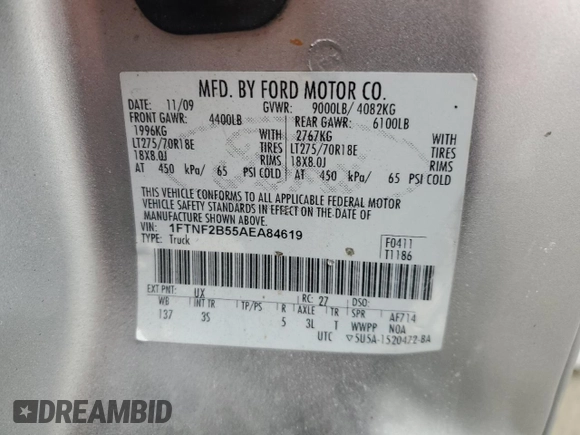 MFD. BY FORD MOTOR CO.
DATE: 11/09 GVWR: 9000LB/ 4082KG
FRONT GAWR: 4400LB REAR GAWR: 6100LB
1996KG WITH 2767KG WITH
LT275/70R18E TIRES LT275/70R18E TIRES
18X8.0J RIMS 18X8.0J RIMS
AT 450 kPa/ 65 PSI COLD AT 450 kPa/ 65 PSI COLD
THIS VEHICLE CONFORMS TO ALL APPLICABLE FEDERAL MOTOR
VEHICLE SAFETY STANDARDS IN EFFECT ON THE DATE OF
MANUFACTURE SHOWN ABOVE.
VIN: 1FTNF2B55AEA84619
TYPE: Truck
F0411
T1186
EXT PNT: UX RC: 27 DSO:
WB INT TR TP/PS R AXLE TR SPR AF714
137 3S 5 3L T WWPP NOA
UTC ▽5U5A-1520472-BA
DREAMBID